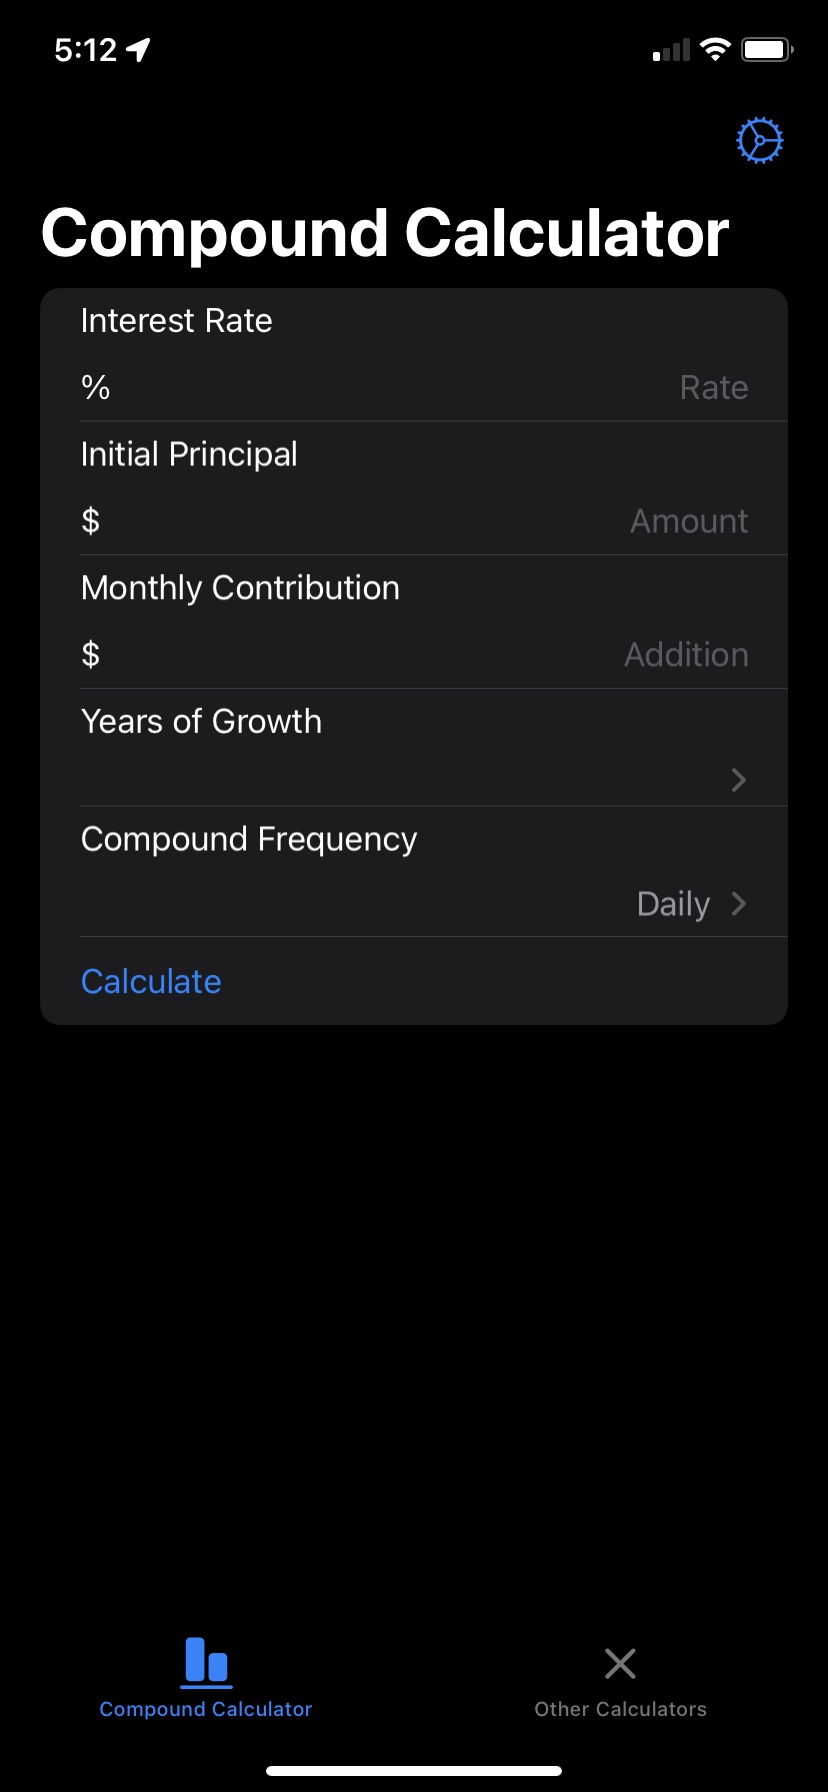 5:12
Compound Calculator
Interest Rate
% Rate
Initial Principal
$ Amount
Monthly Contribution
$ Addition
Years of Growth
Compound Frequency
Daily
Calculate
Compound Calculator
Other Calculators